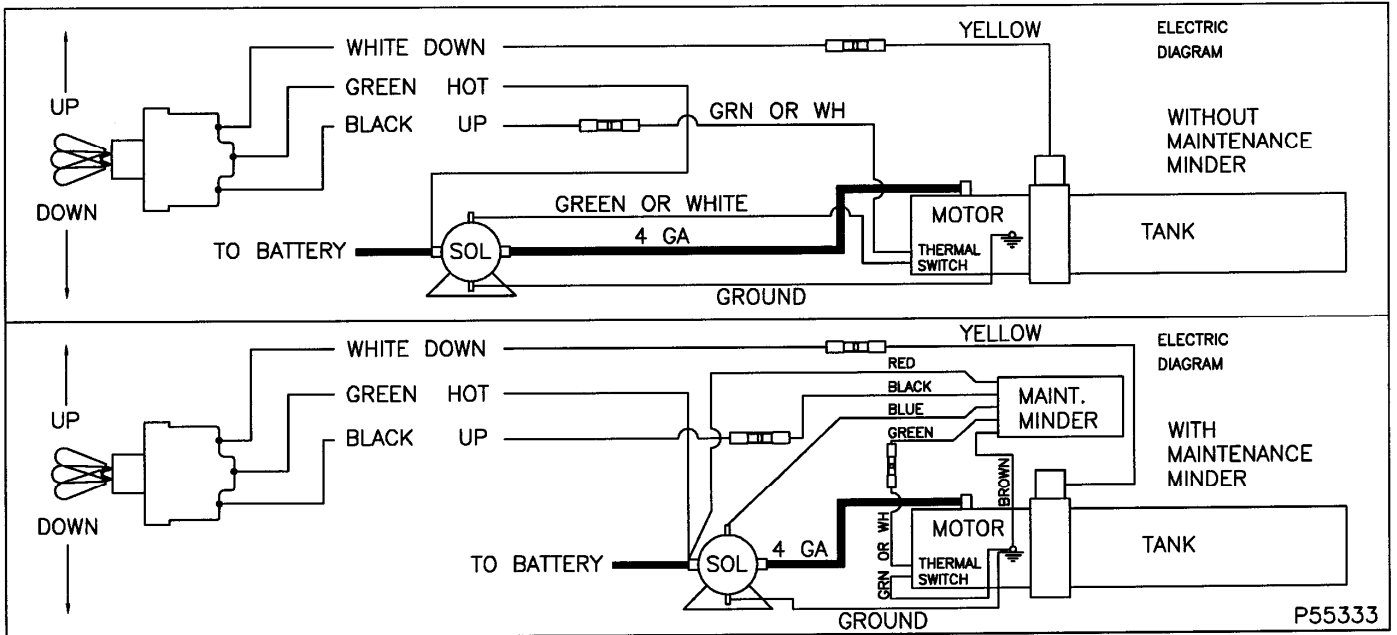 WHITE DOWN
YELLOW
ELECTRIC
DIAGRAM
UP
GREEN HOT
GRN OR WH
BLACK UP
WITHOUT
MAINTENANCE
MINDER
DOWN
GREEN OR WHITE
MOTOR
TANK
TO BATTERY
SOL
4 GA
THERMAL
SWITCH
GROUND
WHITE DOWN
YELLOW
ELECTRIC
DIAGRAM
RED
UP
GREEN HOT
BLACK
MAINT.
MINDER
BLUE
BLACK UP
GREEN
WITH
MAINTENANCE
MINDER
BROWN
DOWN
MOTOR
TANK
GRN OR WH
4 GA
TO BATTERY
SOL
THERMAL
SWITCH
GROUND
P55333